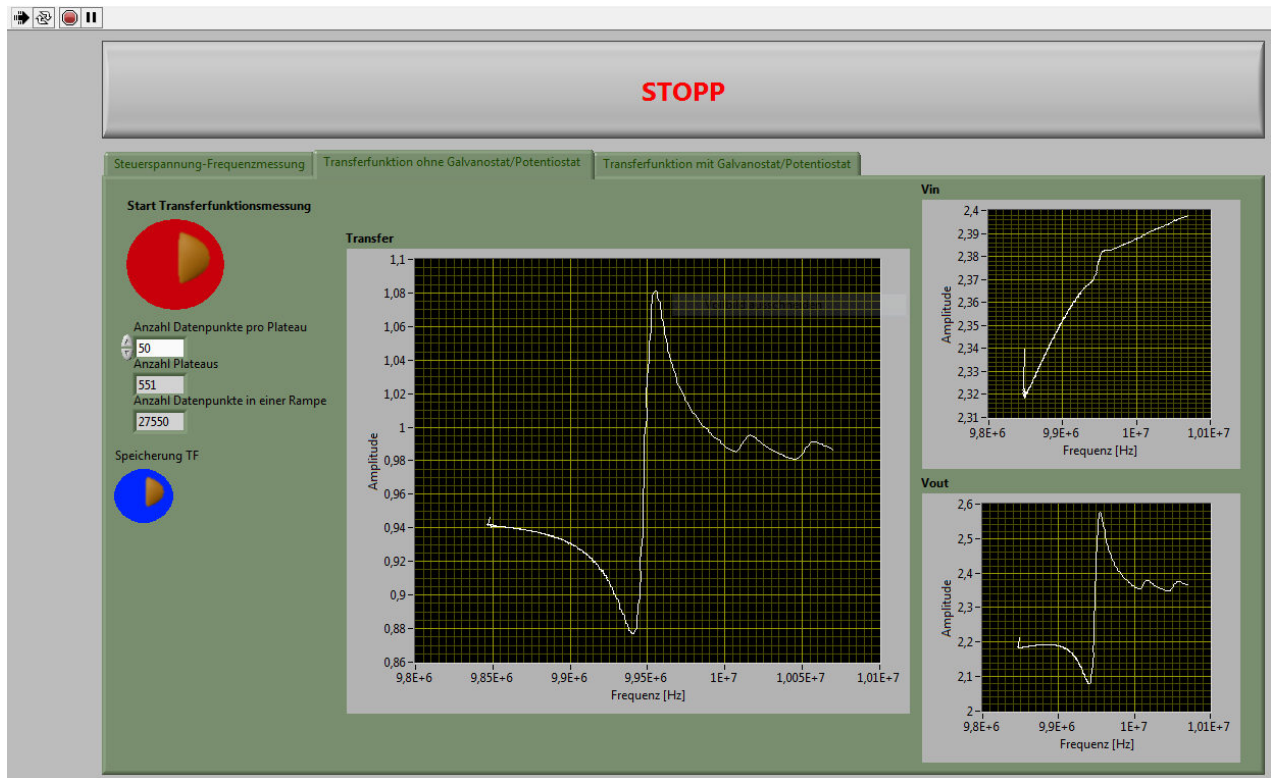 STOPP
Steuerspannung-Frequenzmessung
Transferfunktion ohne Galvanostat/Potentiostat
Transferfunktion mit Galvanostat/Potentiostat
Start Transferfunktionsmessung
Anzahl Datenpunkte pro Plateau
50
Anzahl Plateaus
551
Anzahl Datenpunkte in einer Rampe
27550
Speicherung TF
Transfer
Amplitude
1,1
1,08
1,06
1,04
1,02
1
0,98
0,96
0,94
0,92
0,9
0,88
0,86
9,8E+6
9,85E+6
9,9E+6
9,95E+6
1E+7
1,005E+7
1,01E+7
Frequenz [Hz]
Vin
Amplitude
2,4
2,39
2,38
2,37
2,36
2,35
2,34
2,33
2,32
2,31
9,8E+6
9,9E+6
1E+7
1,01E+7
Frequenz [Hz]
Vout
Amplitude
2,6
2,5
2,4
2,3
2,2
2,1
2
9,8E+6
9,9E+6
1E+7
1,01E+7
Frequenz [Hz]